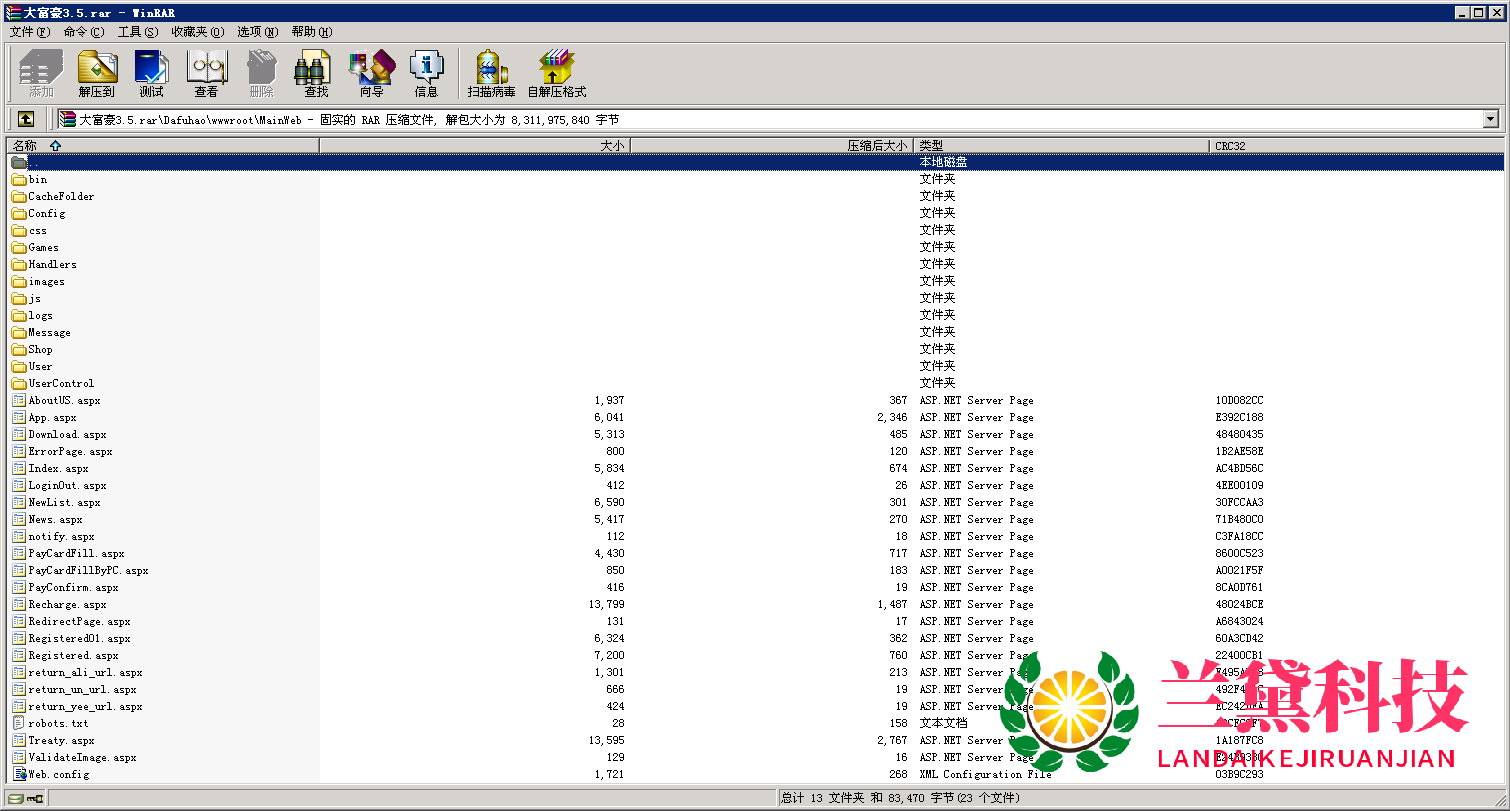 大富豪3.5.rar - WinRAR
文件(F) 命令(C) 工具(S) 收藏夹(O) 选项(N) 帮助(H)
添加 解压到 测试 查看 删除 查找 向导 信息 扫描病毒 自解压格式
大富豪3.5.rar\Dafuhao\wwwroot\MainWeb - 固实的 RAR 压缩文件, 解包大小为 8,311,975,840 字节
名称 大小 压缩后大小 类型 CRC32
.. 本地磁盘
bin 文件夹
CacheFolder 文件夹
Config 文件夹
css 文件夹
Games 文件夹
Handlers 文件夹
images 文件夹
js 文件夹
logs 文件夹
Message 文件夹
Shop 文件夹
User 文件夹
UserControl 文件夹
AboutUS.aspx 1,937 367 ASP.NET Server Page 10D082CC
App.aspx 6,041 2,346 ASP.NET Server Page E392C188
Download.aspx 5,313 485 ASP.NET Server Page 48480435
ErrorPage.aspx 800 120 ASP.NET Server Page 1B2AE58E
Index.aspx 5,834 674 ASP.NET Server Page AC4BD56C
LoginOut.aspx 412 26 ASP.NET Server Page 4EE00109
NewList.aspx 6,590 301 ASP.NET Server Page 30FCCAA3
News.aspx 5,417 270 ASP.NET Server Page 71B480C0
notify.aspx 112 18 ASP.NET Server Page C3FA18CC
PayCardFill.aspx 4,430 717 ASP.NET Server Page 8600C523
PayCardFillByPC.aspx 850 183 ASP.NET Server Page A0021F5F
PayConfirm.aspx 416 19 ASP.NET Server Page 8CA0D761
Recharge.aspx 13,799 1,487 ASP.NET Server Page 48024BCE
RedirectPage.aspx 131 17 ASP.NET Server Page A6843024
Registered01.aspx 6,324 362 ASP.NET Server Page 60A3CD42
Registered.aspx 7,200 760 ASP.NET Server Page 22400CB1
return_ali_url.aspx 1,301 213 ASP.NET Server Page
return_un_url.aspx 666 19 ASP.NET Server Page
return_yee_url.aspx 424 19 ASP.NET Server Page
robots.txt 28 158 文本文档
Treaty.aspx 13,595 2,767 ASP.NET Server 1A187FC8
ValidateImage.aspx 129 16 ASP.NET Server
Web.config 1,721 268 XML Configuration File 03B9C293
兰黛科技
LANDAIKEJIRUANJIAN
总计 13 文件夹 和 83,470 字节(23 个文件)